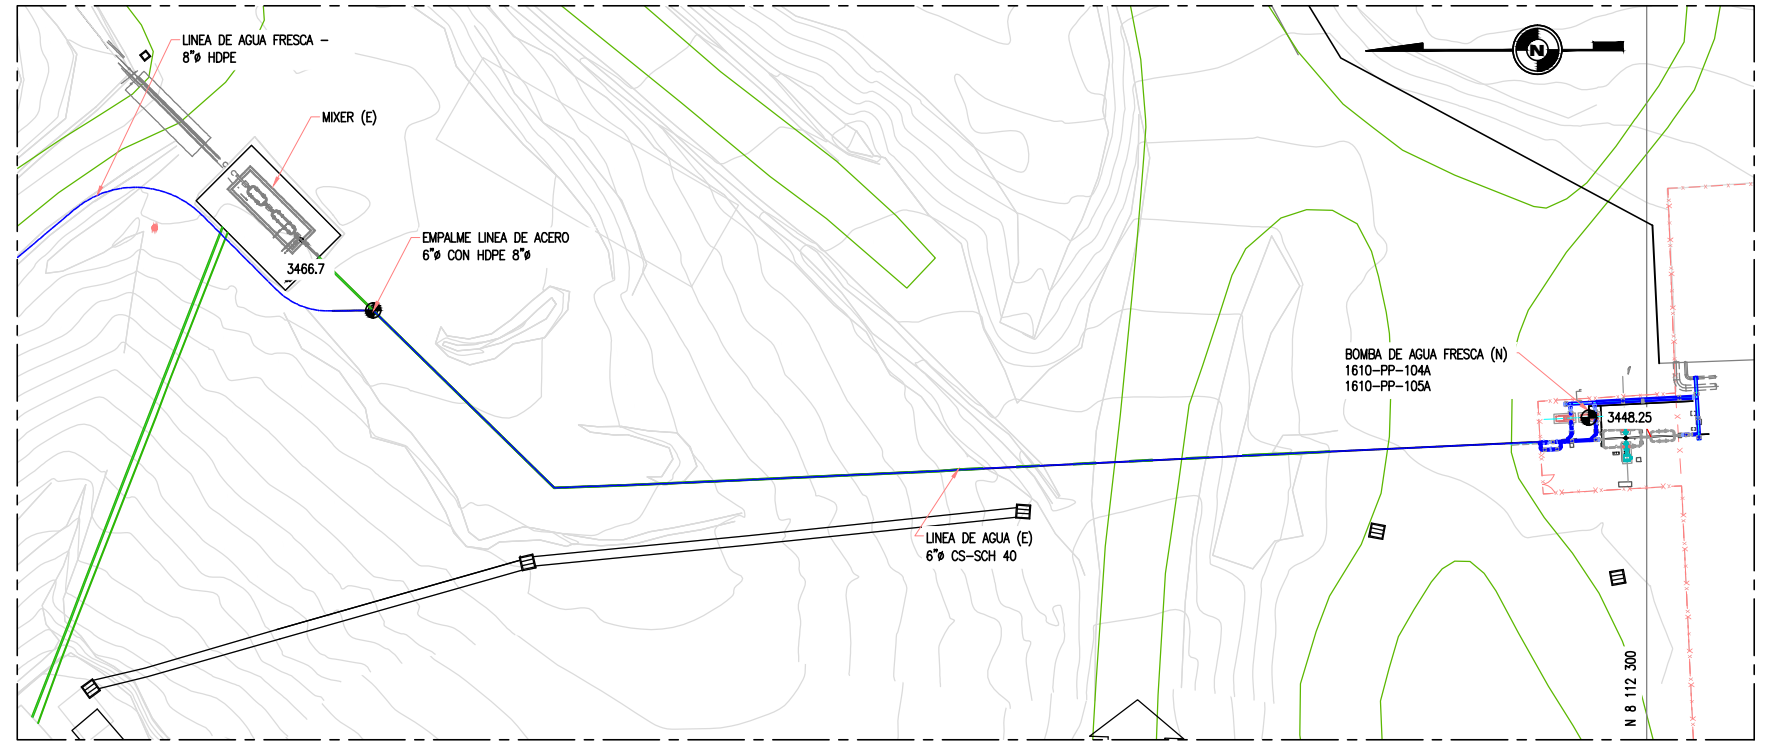 LINEA DE AGUA FRESCA –
8"ø HDPE
MIXER (E)
N
EMPALME LINEA DE ACERO
6"ø CON HDPE 8"ø
3466.7
BOMBA DE AGUA FRESCA (N)
1610-PP-104A
1610-PP-105A
3448.25
LINEA DE AGUA (E)
6"ø CS-SCH 40
N 8 112 300